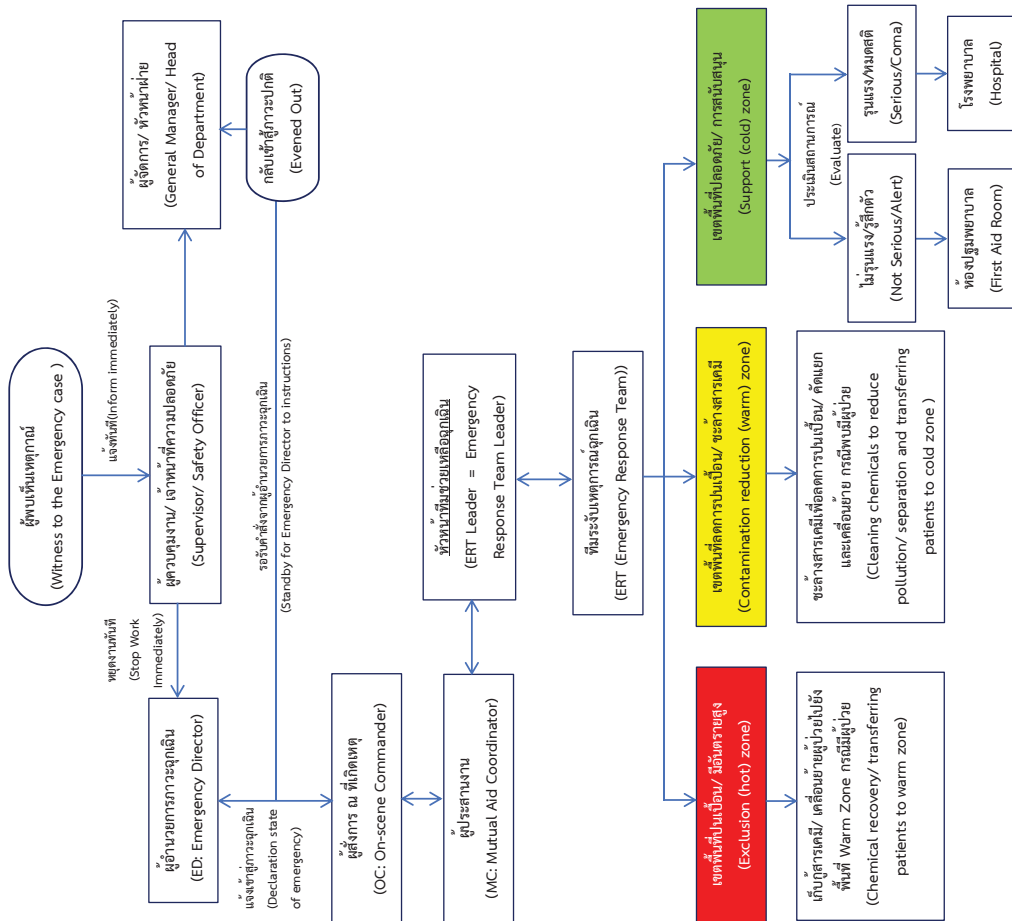 ผู้พบเห็นเหตุการ์ณ์
(Witness to the Emergency case )
แจ้งทันที(Inform Immediately)
ผู้ควบคุมงาน/ เจ้าหน้าที่ความปลอดภัย
(Supervisor/ Safety Officer)
ผู้จัดการ/ หัวหน้าฝ่าย
(General Manager/ Head
of Department)
หยุดงานทันที
(Stop Work
Immediately)
ผู้อำนวยการภาวะฉุกเฉิน
(ED: Emergency Director)
กลับเข้าสู้ภาวะปกติ
(Evened Out)
รอรับคำสั่งจากผู้อำนวยการภาวะฉุกเฉิน
(Standby for Emergency Director to instructions)
แจงเข้าสู่ภาวะฉุกเฉิน
(Declaration state
of emergency)
ผู้สั่งการ ณ ที่เกิดเหตุ
(OC: On-scene Commander)
ผู้ประสานงาน
(MC: Mutual Aid Coordinator)
หัวหน้าทีมช่วยเหลือฉุกเฉิน
(ERT Leader = Emergency
Response Team Leader)
ทีมระงับเหตุการณ์ฉุกเฉิน
(ERT (Emergency Response Team))
เขตพื้นที่ปนเปื้อน/ มีอันตรายสูง
(Exclusion (hot) zone)
เขตพื้นที่ลดการปนเปื้อน/ ชะล้างสารเคมี
(Contamination reduction (warm) zone)
เขตพื้นที่ปลอดภัย/ การสนับสนุน
(Support (cold) zone)
เก็บกู้สารเคมี/ เคลื่อนย้ายผู้ป่วยไปยัง
พื้นที่ Warm Zone กรณีมีผู้ป่วย
(Chemical recovery/ transferring
patients to warm zone)
ชะล้างสารเคมีเพื่อลดการปนเปื้อน/ คัดแยก
และเคลื่อนย้าย กรณีพบมีผู้ป่วย
(Cleaning chemicals to reduce
pollution/ separation and transferring
patients to cold zone )
ประเมินสถานการณ์
(Evaluate)
ไม่รุนแรง/รู้สึกตัว
(Not Serious/Alert)
รุนแรง/หมดสติ
(Serious/Coma)
ห้องปฐมพยาบาล
(First Aid Room)
โรงพยาบาล
(Hospital)